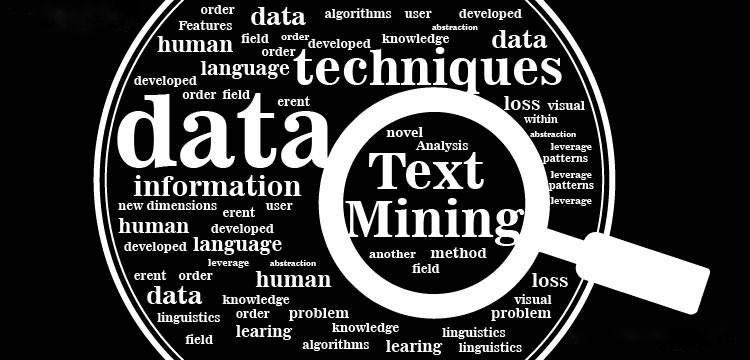 order
data
algorithms user developed
Features
abstraction
human field order developed knowledge data
order
language techniques
developed
order field erent
loss visual
data
within
novel
abstraction
Analysis
leverage
patterns
Text
leverage
patterns
information
leverage
Mining
new dimensions erent user
human developed
another method
developed language
field
leverage abstraction
erent order human
loss
data knowledge
visual
linguistics order problem
problem
learing knowledge linguistics
field algorithms learing linguistics